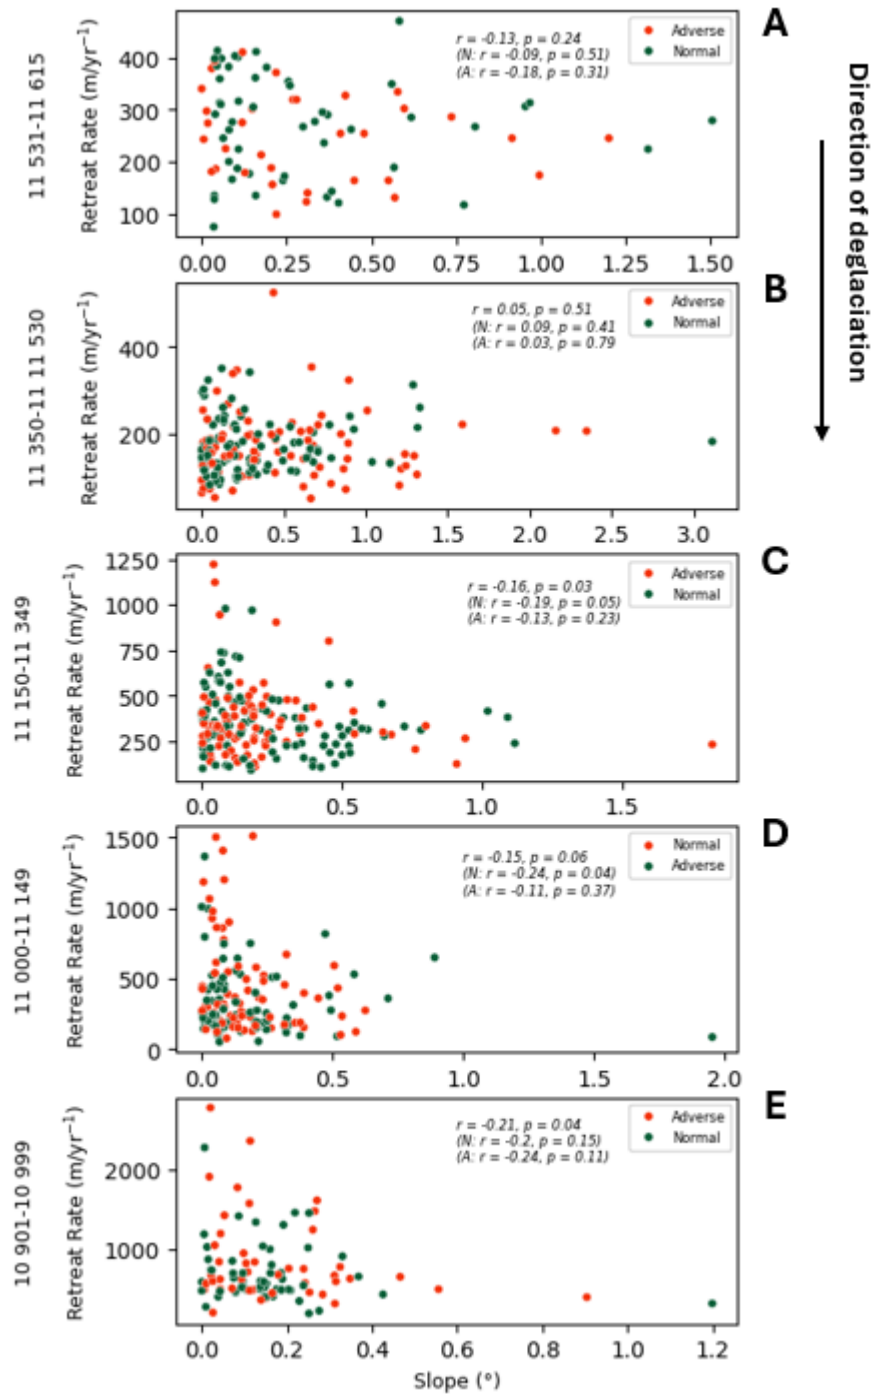 A
11 531-11 615
Retreat Rate (m/yr⁻¹)
400
300
200
100
r = -0.13, p = 0.24
(N: r = -0.09, p = 0.51)
(A: r = -0.18, p = 0.31)
Adverse
Normal
0.00 0.25 0.50 0.75 1.00 1.25 1.50
Direction of deglaciation
B
11 350-11 11 530
Retreat Rate (m/yr⁻¹)
400
200
r = 0.05, p = 0.51
(N: r = 0.09, p = 0.41
(A: r = 0.03, p = 0.79
Adverse
Normal
0.0 0.5 1.0 1.5 2.0 2.5 3.0
C
11 150-11 349
Retreat Rate (m/yr⁻¹)
1250
1000
750
500
250
r = -0.16, p = 0.03
(N: r = -0.19, p = 0.05)
(A: r = -0.13, p = 0.23)
Adverse
Normal
0.0 0.5 1.0 1.5
D
11 000-11 149
Retreat Rate (m/yr⁻¹)
1500
1000
500
0
r = -0.15, p = 0.06
(N: r = -0.24, p = 0.04)
(A: r = -0.11, p = 0.37)
Normal
Adverse
0.0 0.5 1.0 1.5 2.0
E
10 901-10 999
Retreat Rate (m/yr⁻¹)
2000
1000
r = -0.21, p = 0.04
(N: r = -0.2, p = 0.15)
(A: r = -0.24, p = 0.11)
Adverse
Normal
0.0 0.2 0.4 0.6 0.8 1.0 1.2
Slope (°)